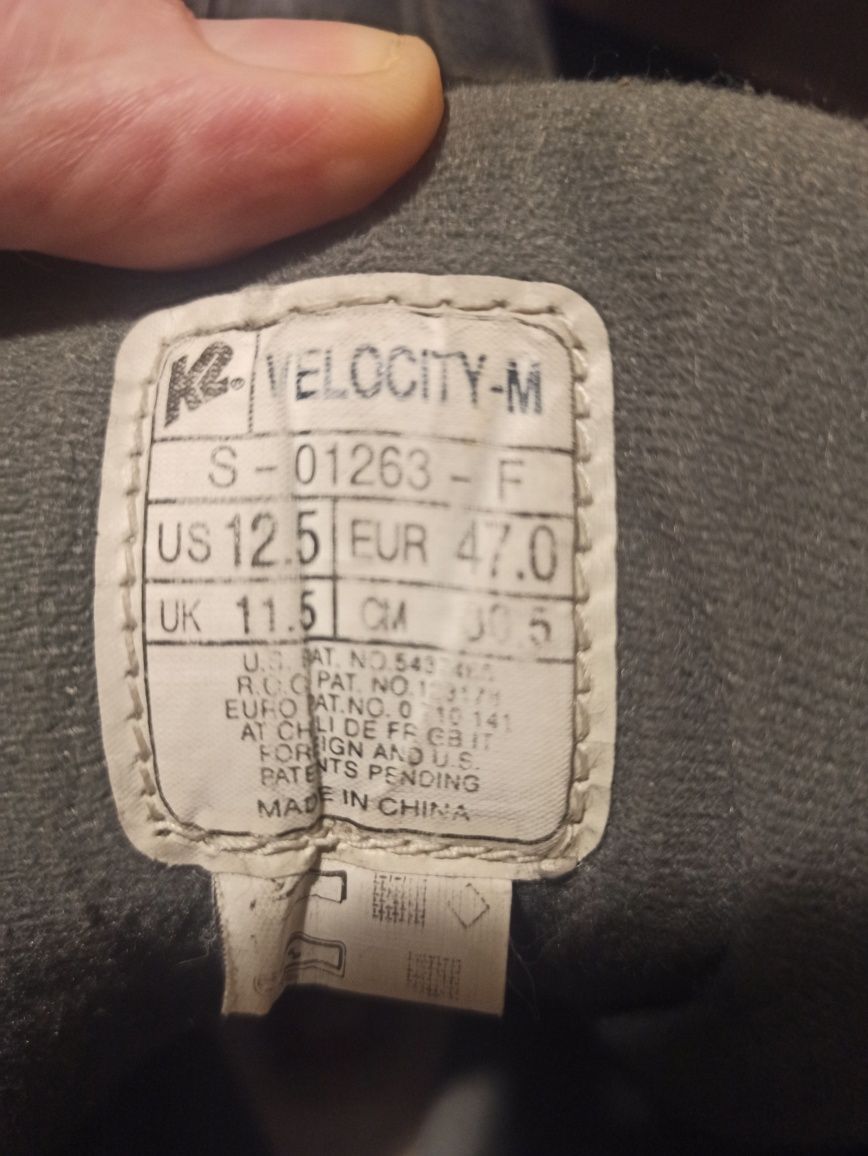 K2® VELOCITY-M
S - 01263 - F
US 12.5 EUR 47.0
UK 11.5 CM 30.5
U.S. PAT. NO.
R.O.C PAT. NO.
EURO PAT.NO.
AT CH LI DE FR GB IT
FOREIGN AND U.S.
PATENTS PENDING
MADE IN CHINA